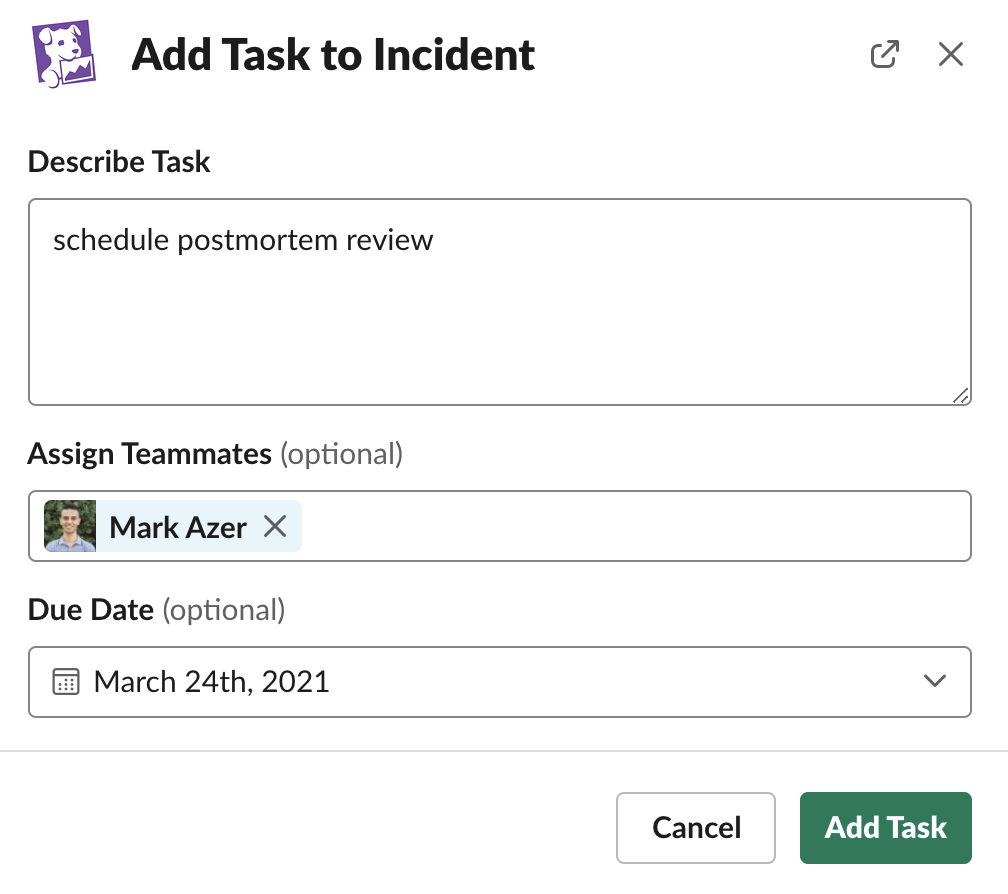 Add Task to Incident
Describe Task
schedule postmortem review
Assign Teammates (optional)
Mark Azer
Due Date (optional)
March 24th, 2021
Cancel
Add Task